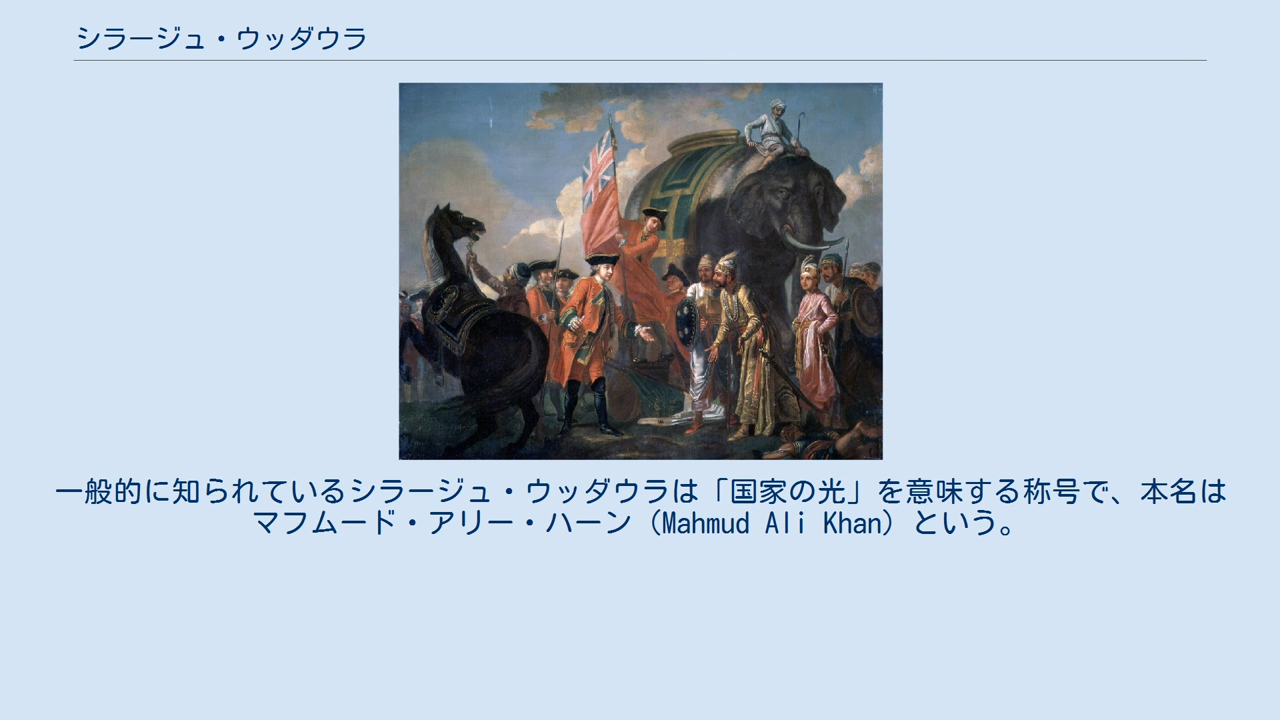 シラージュ・ウッダウラ
一般的に知られているシラージュ・ウッダウラは「国家の光」を意味する称号で、本名は
マフムード・アリー・ハーン（Mahmud Ali Khan）という。